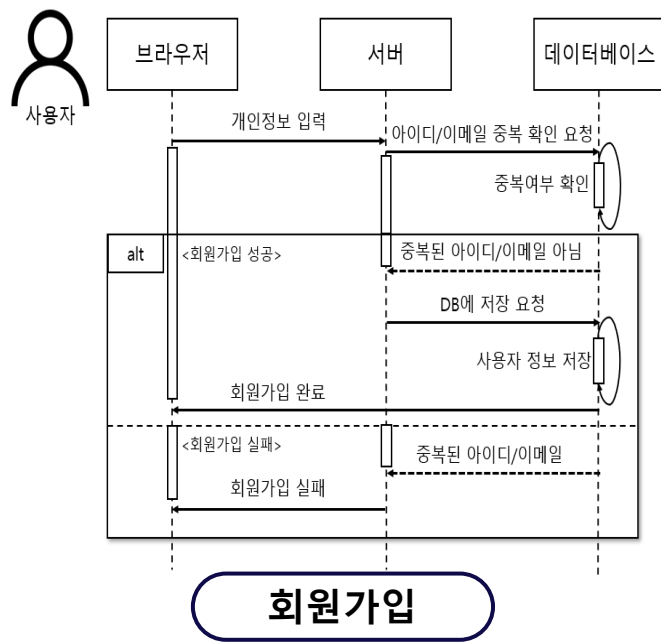 브라우저
서버
데이터베이스
사용자
개인정보 입력
아이디/이메일 중복 확인 요청
중복여부 확인
alt
<회원가입 성공>
중복된 아이디/이메일 아님
DB에 저장 요청
사용자 정보 저장
회원가입 완료
<회원가입 실패>
중복된 아이디/이메일
회원가입 실패
회원가입